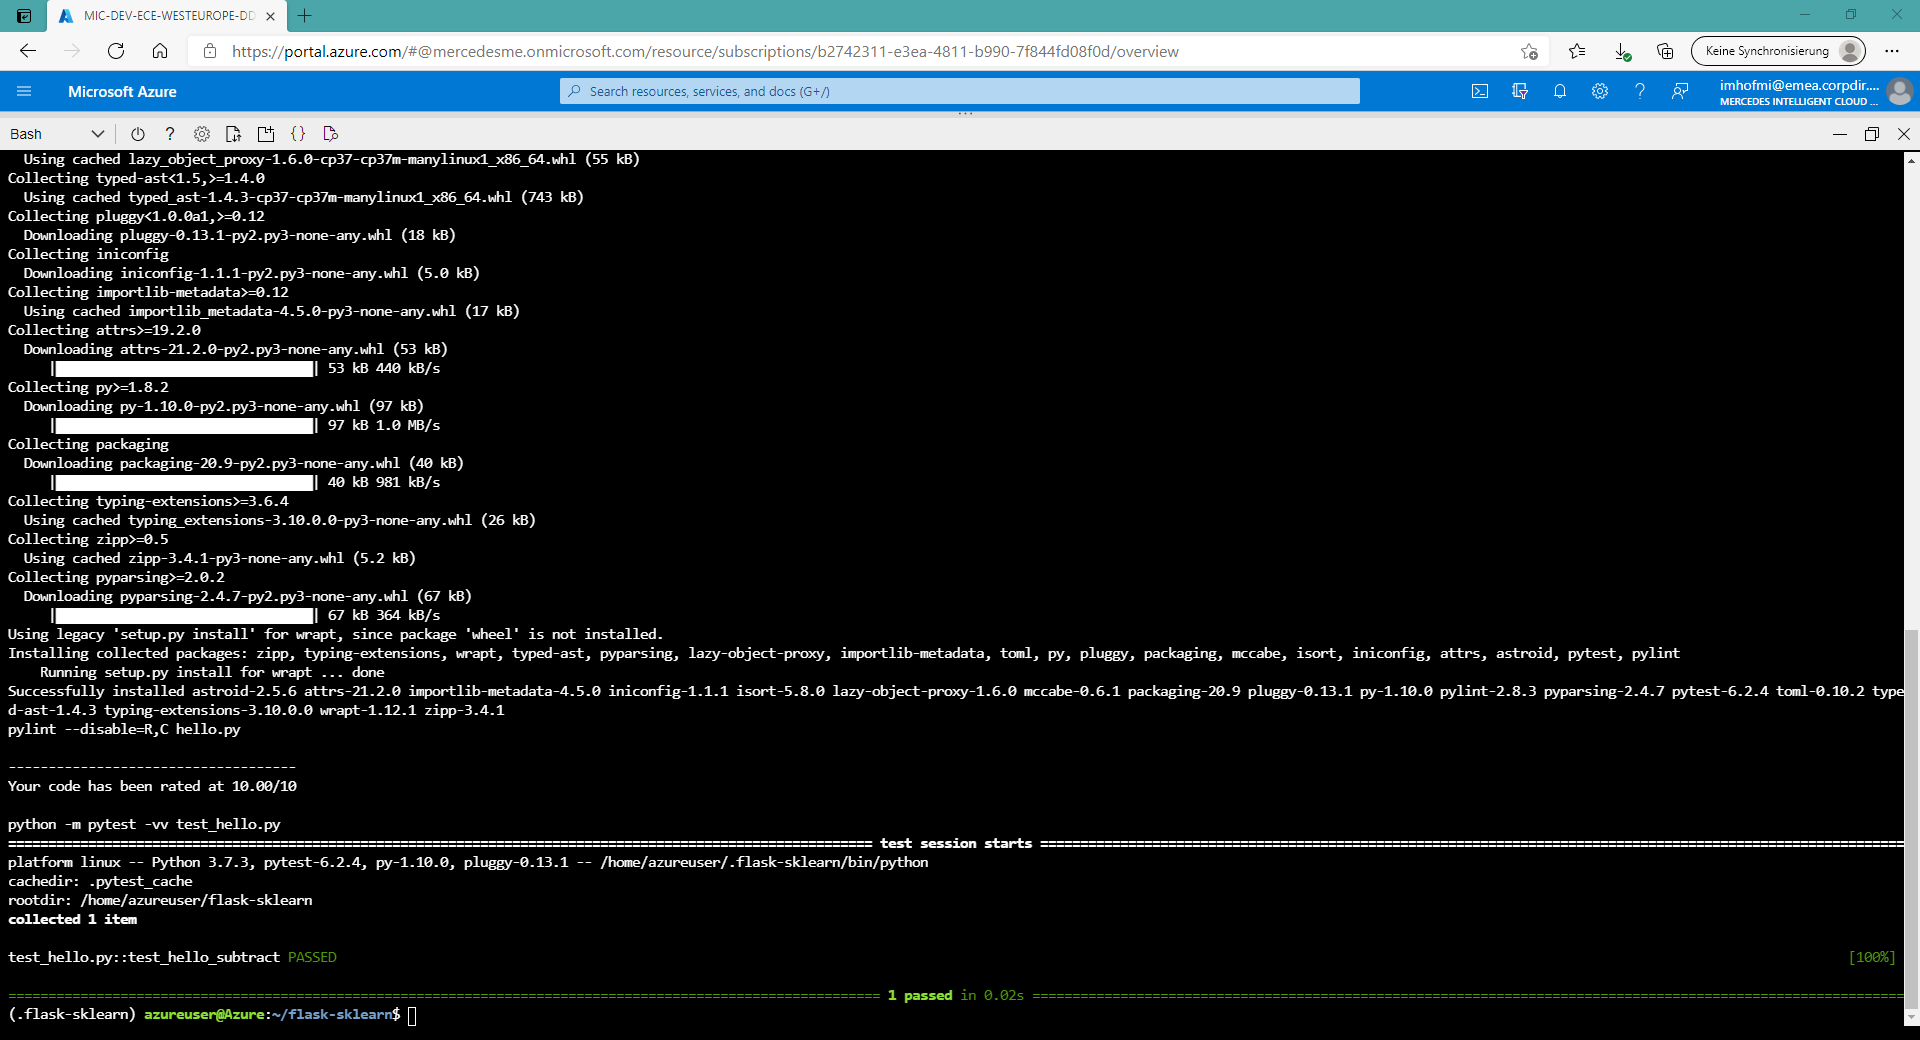 MIC-DEV-ECE-WESTEUROPE-DD
https://portal.azure.com/#@mercedesme.onmicrosoft.com/resource/subscriptions/b2742311-e3ea-4811-b990-7f844fd08f0d/overview
Keine Synchronisierung
Microsoft Azure
Search resources, services, and docs (G+/)
imhofmi@emea.corpdir....
MERCEDES INTELLIGENT CLOUD ...
Bash
Using cached lazy_object_proxy-1.6.0-cp37-cp37m-manylinux1_x86_64.whl (55 kB)
Collecting typed-ast<1.5,>=1.4.0
Using cached typed_ast-1.4.3-cp37-cp37m-manylinux1_x86_64.whl (743 kB)
Collecting pluggy<1.0.0a1,>=0.12
Downloading pluggy-0.13.1-py2.py3-none-any.whl (18 kB)
Collecting iniconfig
Downloading iniconfig-1.1.1-py2.py3-none-any.whl (5.0 kB)
Collecting importlib-metadata>=0.12
Using cached importlib_metadata-4.5.0-py3-none-any.whl (17 kB)
Collecting attrs>=19.2.0
Downloading attrs-21.2.0-py2.py3-none-any.whl (53 kB)
| | 53 kB 440 kB/s
Collecting py>=1.8.2
Downloading py-1.10.0-py2.py3-none-any.whl (97 kB)
| | 97 kB 1.0 MB/s
Collecting packaging
Downloading packaging-20.9-py2.py3-none-any.whl (40 kB)
| | 40 kB 981 kB/s
Collecting typing-extensions>=3.6.4
Using cached typing_extensions-3.10.0.0-py3-none-any.whl (26 kB)
Collecting zipp>=0.5
Using cached zipp-3.4.1-py3-none-any.whl (5.2 kB)
Collecting pyparsing>=2.0.2
Downloading pyparsing-2.4.7-py2.py3-none-any.whl (67 kB)
| | 67 kB 364 kB/s
Using legacy 'setup.py install' for wrapt, since package 'wheel' is not installed.
Installing collected packages: zipp, typing-extensions, wrapt, typed-ast, pyparsing, lazy-object-proxy, importlib-metadata, toml, py, pluggy, packaging, mccabe, isort, iniconfig, attrs, astroid, pytest, pylint
Running setup.py install for wrapt ... done
Successfully installed astroid-2.5.6 attrs-21.2.0 importlib-metadata-4.5.0 iniconfig-1.1.1 isort-5.8.0 lazy-object-proxy-1.6.0 mccabe-0.6.1 packaging-20.9 pluggy-0.13.1 py-1.10.0 pylint-2.8.3 pyparsing-2.4.7 pytest-6.2.4 toml-0.10.2 type
d-ast-1.4.3 typing-extensions-3.10.0.0 wrapt-1.12.1 zipp-3.4.1
pylint --disable=R,C hello.py
------------------------------------
Your code has been rated at 10.00/10
python -m pytest -vv test_hello.py
============ test session starts ============
platform linux -- Python 3.7.3, pytest-6.2.4, py-1.10.0, pluggy-0.13.1 -- /home/azureuser/.flask-sklearn/bin/python
cachedir: .pytest_cache
rootdir: /home/azureuser/flask-sklearn
collected 1 item
test_hello.py::test_hello_subtract PASSED [100%]
============ 1 passed in 0.02s ============
(.flask-sklearn) azureuser@Azure:~/flask-sklearn$